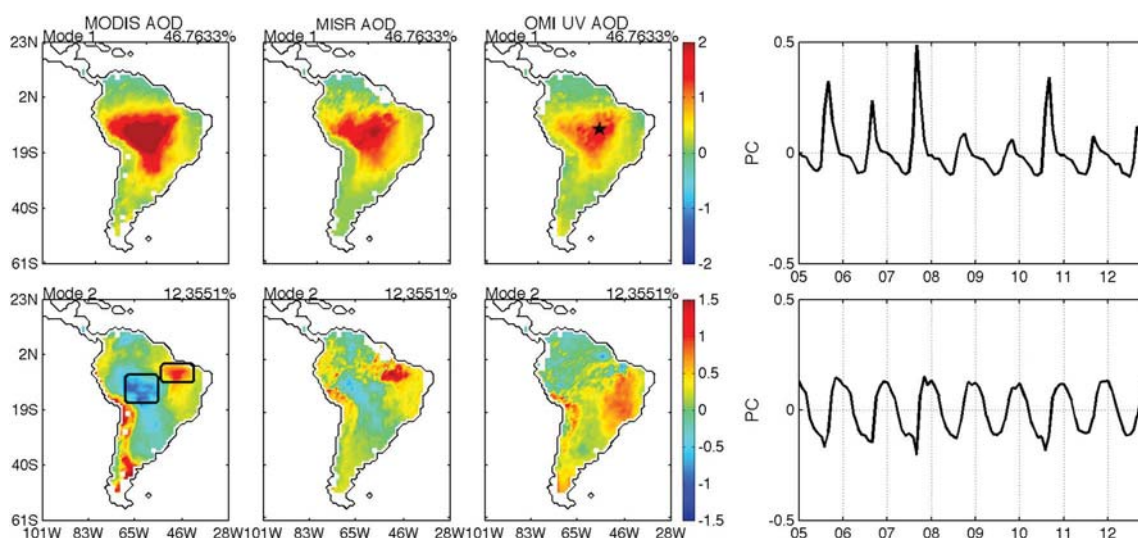 MODIS AOD MISR AOD OMI UV AOD
Mode 1 46.7633% Mode 1 46.7633% Mode 1 46.7633%
23N 2 0.5
2N 1
19S 0 PC 0
40S -1
61S -2 -0.5
05 06 07 08 09 10 11 12
Mode 2 12.3551% Mode 2 12.3551% Mode 2 12.3551%
23N 1.5 0.5
1
2N 0.5
19S 0 PC 0
-0.5
40S -1
61S -1.5 -0.5
101W 83W 65W 46W 28W101W 83W 65W 46W 28W101W 83W 65W 46W 28W 05 06 07 08 09 10 11 12